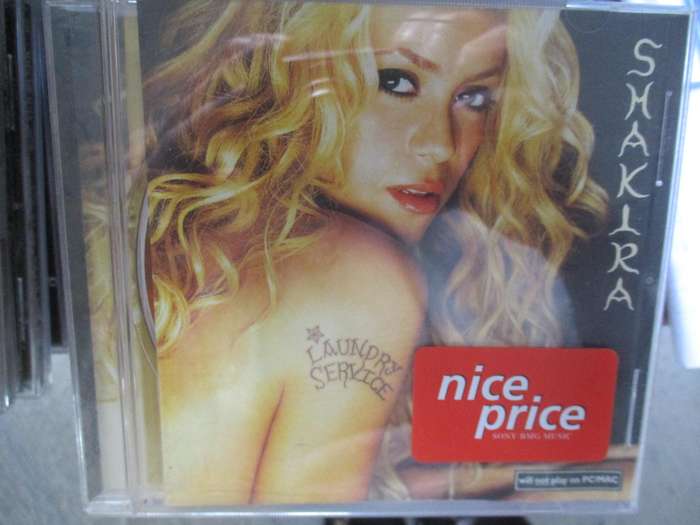 SHAKIRA
LAUNDRY
SERVICE
nice
price
SONY BMG MUSIC
will not play on PC/MAC